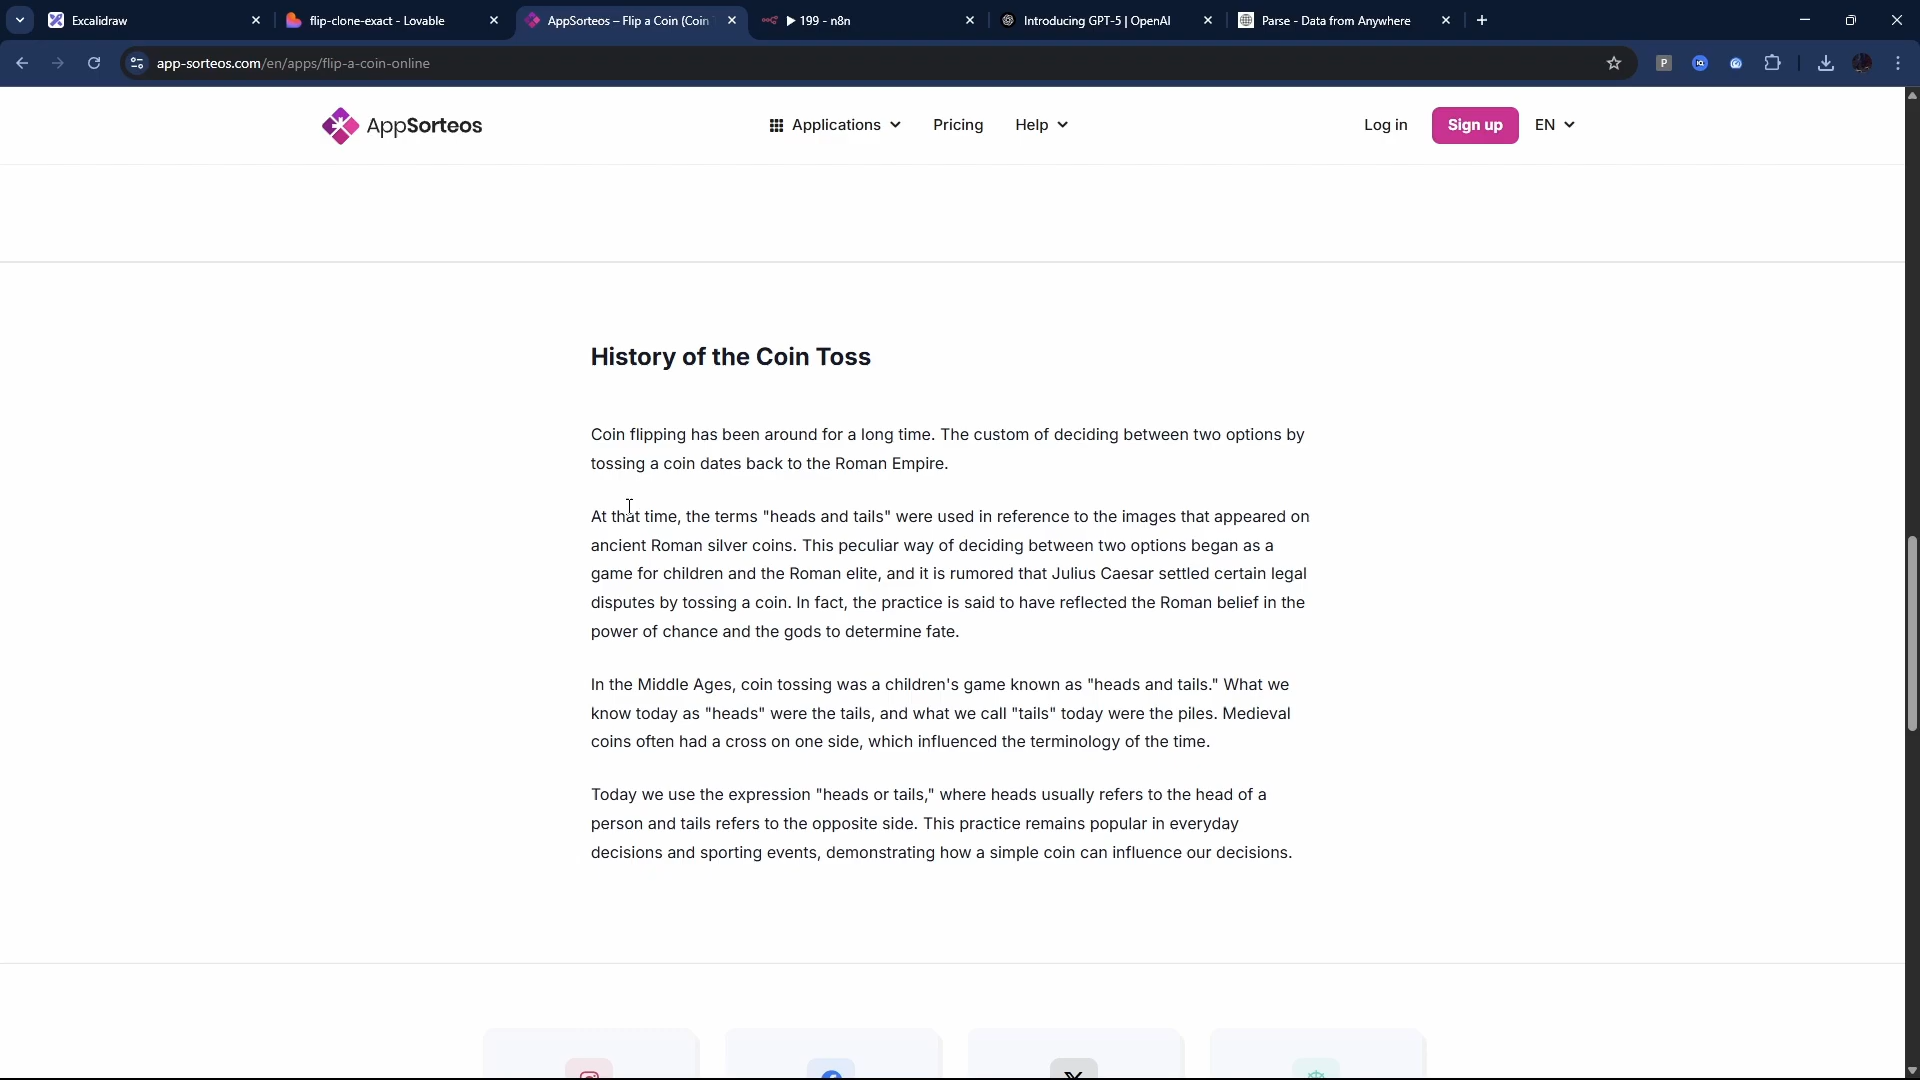 Excalidraw
flip-clone-exact - Lovable
AppSorteos – Flip a Coin (Coin
199 - n8n
Introducing GPT-5 | OpenAI
Parse - Data from Anywhere
app-sorteos.com/en/apps/flip-a-coin-online
P
AppSorteos
Applications
Pricing
Help
Log in
Sign up
EN
History of the Coin Toss
Coin flipping has been around for a long time. The custom of deciding between two options by
tossing a coin dates back to the Roman Empire.
At that time, the terms "heads and tails" were used in reference to the images that appeared on
ancient Roman silver coins. This peculiar way of deciding between two options began as a
game for children and the Roman elite, and it is rumored that Julius Caesar settled certain legal
disputes by tossing a coin. In fact, the practice is said to have reflected the Roman belief in the
power of chance and the gods to determine fate.
In the Middle Ages, coin tossing was a children's game known as "heads and tails." What we
know today as "heads" were the tails, and what we call "tails" today were the piles. Medieval
coins often had a cross on one side, which influenced the terminology of the time.
Today we use the expression "heads or tails," where heads usually refers to the head of a
person and tails refers to the opposite side. This practice remains popular in everyday
decisions and sporting events, demonstrating how a simple coin can influence our decisions.